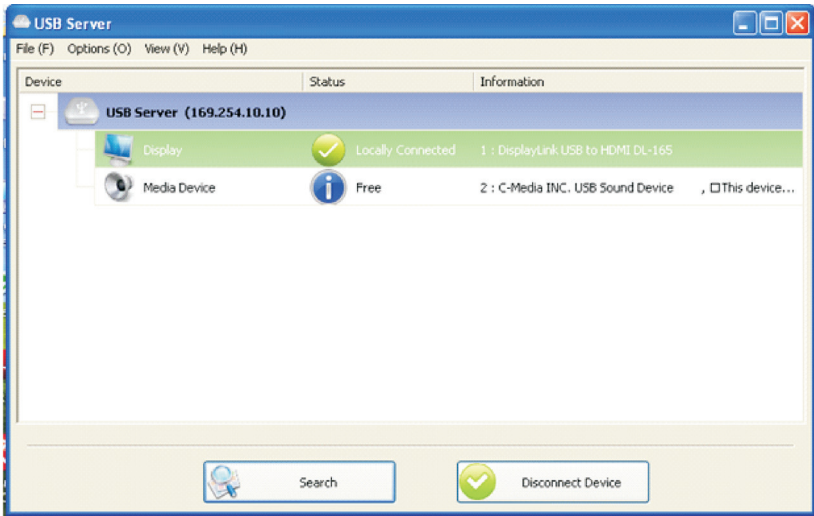 USB Server
File (F) Options (O) View (V) Help (H)
Device Status Information
USB Server (169.254.10.10)
Display Locally Connected 1 : DisplayLink USB to HDMI DL-165
Media Device Free 2 : C-Media INC. USB Sound Device , □This device...
Search Disconnect Device